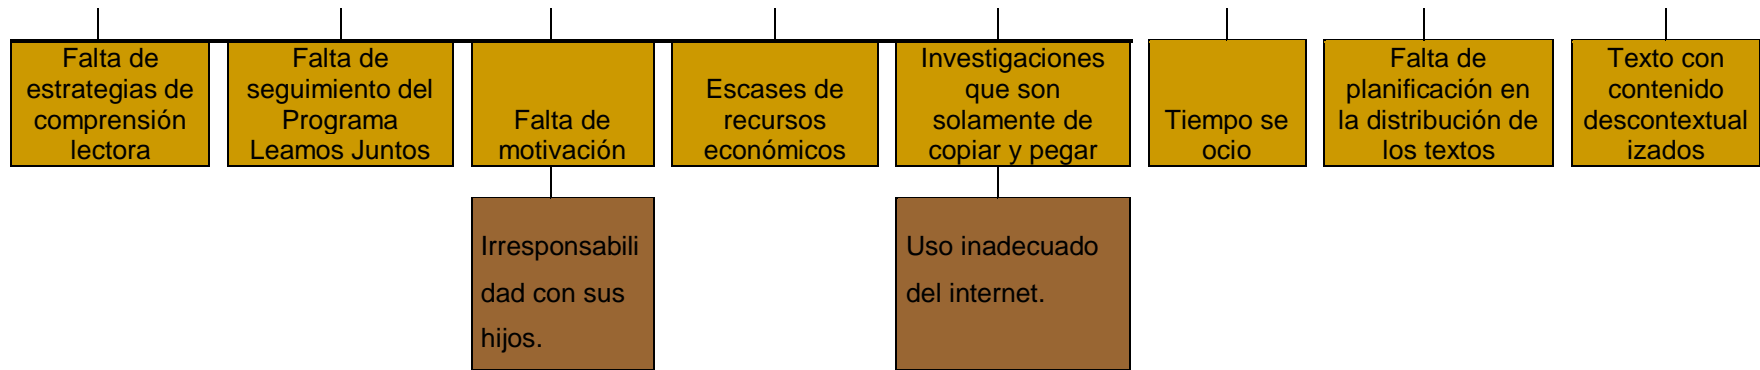 Falta de
estrategias de
comprensión
lectora
Falta de
seguimiento del
Programa
Leamos Juntos
Falta de
motivación
Escases de
recursos
económicos
Investigaciones
que son
solamente de
copiar y pegar
Tiempo se
ocio
Falta de
planificación en
la distribución de
los textos
Texto con
contenido
descontextual
izados
Irresponsabili
dad con sus
hijos.
Uso inadecuado
del internet.